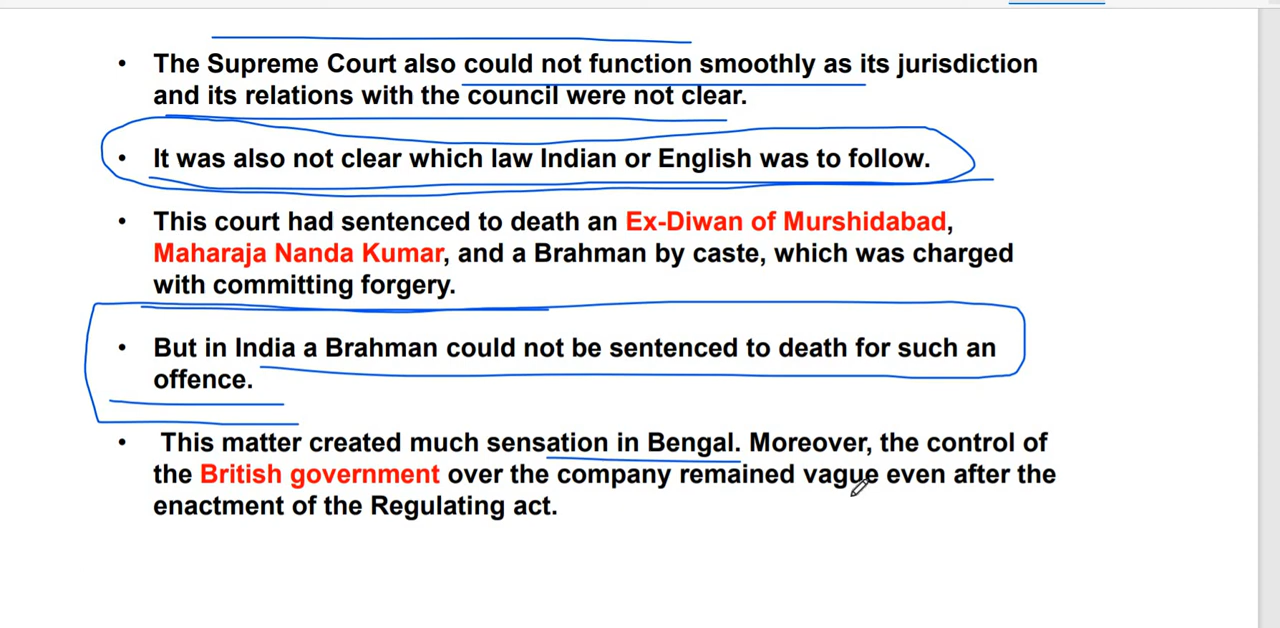 • The Supreme Court also could not function smoothly as its jurisdiction
and its relations with the council were not clear.
• It was also not clear which law Indian or English was to follow.
• This court had sentenced to death an Ex-Diwan of Murshidabad,
Maharaja Nanda Kumar, and a Brahman by caste, which was charged
with committing forgery.
• But in India a Brahman could not be sentenced to death for such an
offence.
• This matter created much sensation in Bengal. Moreover, the control of
the British government over the company remained vague even after the
enactment of the Regulating act.